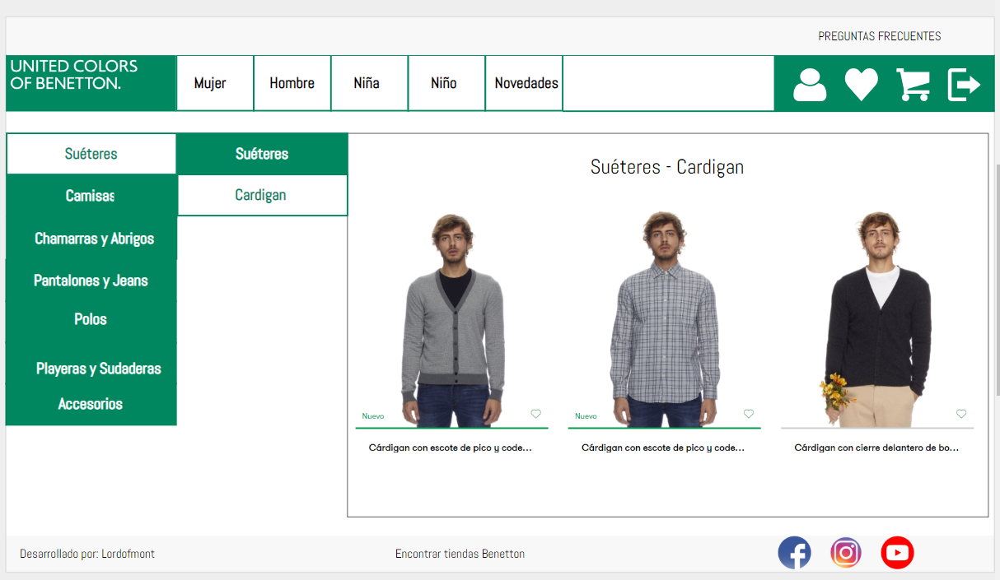 PREGUNTAS FRECUENTES
UNITED COLORS
OF BENETTON.
Mujer
Hombre
Niña
Niño
Novedades
Suéteres
Suéteres
Camisas
Cardigan
Chamarras y Abrigos
Pantalones y Jeans
Polos
Playeras y Sudaderas
Accesorios
Suéteres - Cardigan
Nuevo
Nuevo
Cárdigan con escote de pico y code...
Cárdigan con escote de pico y code...
Cárdigan con cierre delantero de bo...
Desarrollado por: Lordofmont
Encontrar tiendas Benetton